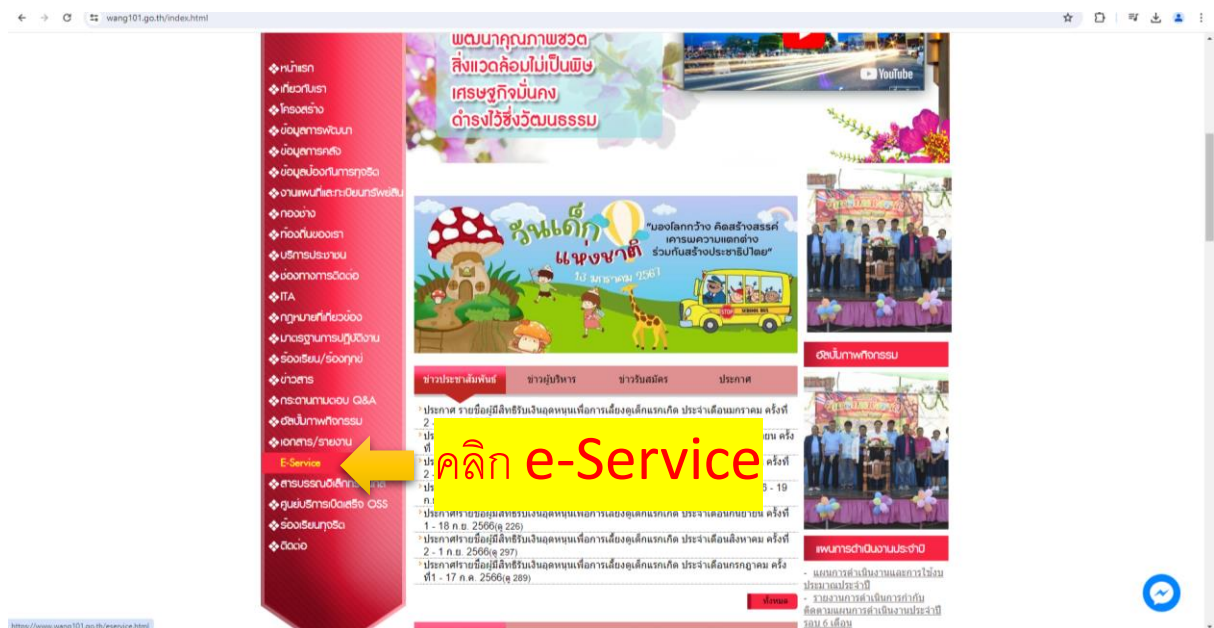 wang101.go.th/index.html
พัฒนาคุณภาพชีวิต
สิ่งแวดล้อมไม่เป็นพิษ
เศรษฐกิจมั่นคง
ดำรงไว้ซึ่งวัฒนธรรม
YouTube
หน้าแรก
เกี่ยวกับเรา
โครงสร้าง
ข้อมูลการพัฒนา
ข้อมูลการคลัง
ข้อมูลป้องกันการทุจริต
งานแผนที่และทะเบียนทรัพย์สิน
กองช่าง
ท้องถิ่นของเรา
บริการประชาชน
ช่องทางการติดต่อ
ITA
กฎหมายที่เกี่ยวข้อง
มาตรฐานการปฏิบัติงาน
ร้องเรียน/ร้องทุกข์
ข่าวสาร
กระดานถามตอบ Q&A
อัลบั้มภาพกิจกรรม
เอกสาร/รายงาน
E-Service
ศูนย์บริการเบ็ดเสร็จ OSS
ร้องเรียนทุจริต
ติดต่อ
วันเด็ก
แห่งชาติ
13 มกราคม 2567
"มองโลกกว้าง คิดสร้างสรรค์
เคารพความแตกต่าง
ร่วมกันสร้างประชาธิปไตย"
STOP
SCHOOL BUS
ข่าวประชาสัมพันธ์ ข่าวผู้บริหาร ข่าวรับสมัคร ประกาศ
ประกาศ รายชื่อผู้มีสิทธิรับเงินอุดหนุนเพื่อการเลี้ยงดูเด็กแรกเกิด ประจำเดือนมกราคม ครั้งที่
2 -
คลิก e-Service
ประกาศรายชื่อผู้มีสิทธิรับเงินอุดหนุนเพื่อการเลี้ยงดูเด็กแรกเกิด ประจำเดือนกันยายน ครั้งที่
1 - 18 ก.ย. 2566(ดู 226)
ประกาศรายชื่อผู้มีสิทธิรับเงินอุดหนุนเพื่อการเลี้ยงดูเด็กแรกเกิด ประจำเดือนสิงหาคม ครั้งที่
2 - 1 ก.ย. 2566(ดู 297)
ประกาศรายชื่อผู้มีสิทธิรับเงินอุดหนุนเพื่อการเลี้ยงดูเด็กแรกเกิด ประจำเดือนกรกฎาคม ครั้ง
ที่1 - 17 ก.ค. 2566(ดู 289)
ทั้งหมด
อัลบั้มภาพกิจกรรม
แผนการดำเนินงานประจำปี
- แผนการดำเนินงานและการใช้งบ
ประมาณประจำปี
- รายงานการดำเนินการกำกับ
ติดตามแผนการดำเนินงานประจำปี
รอบ 6 เดือน
https://www.wang101.go.th/eservice.html